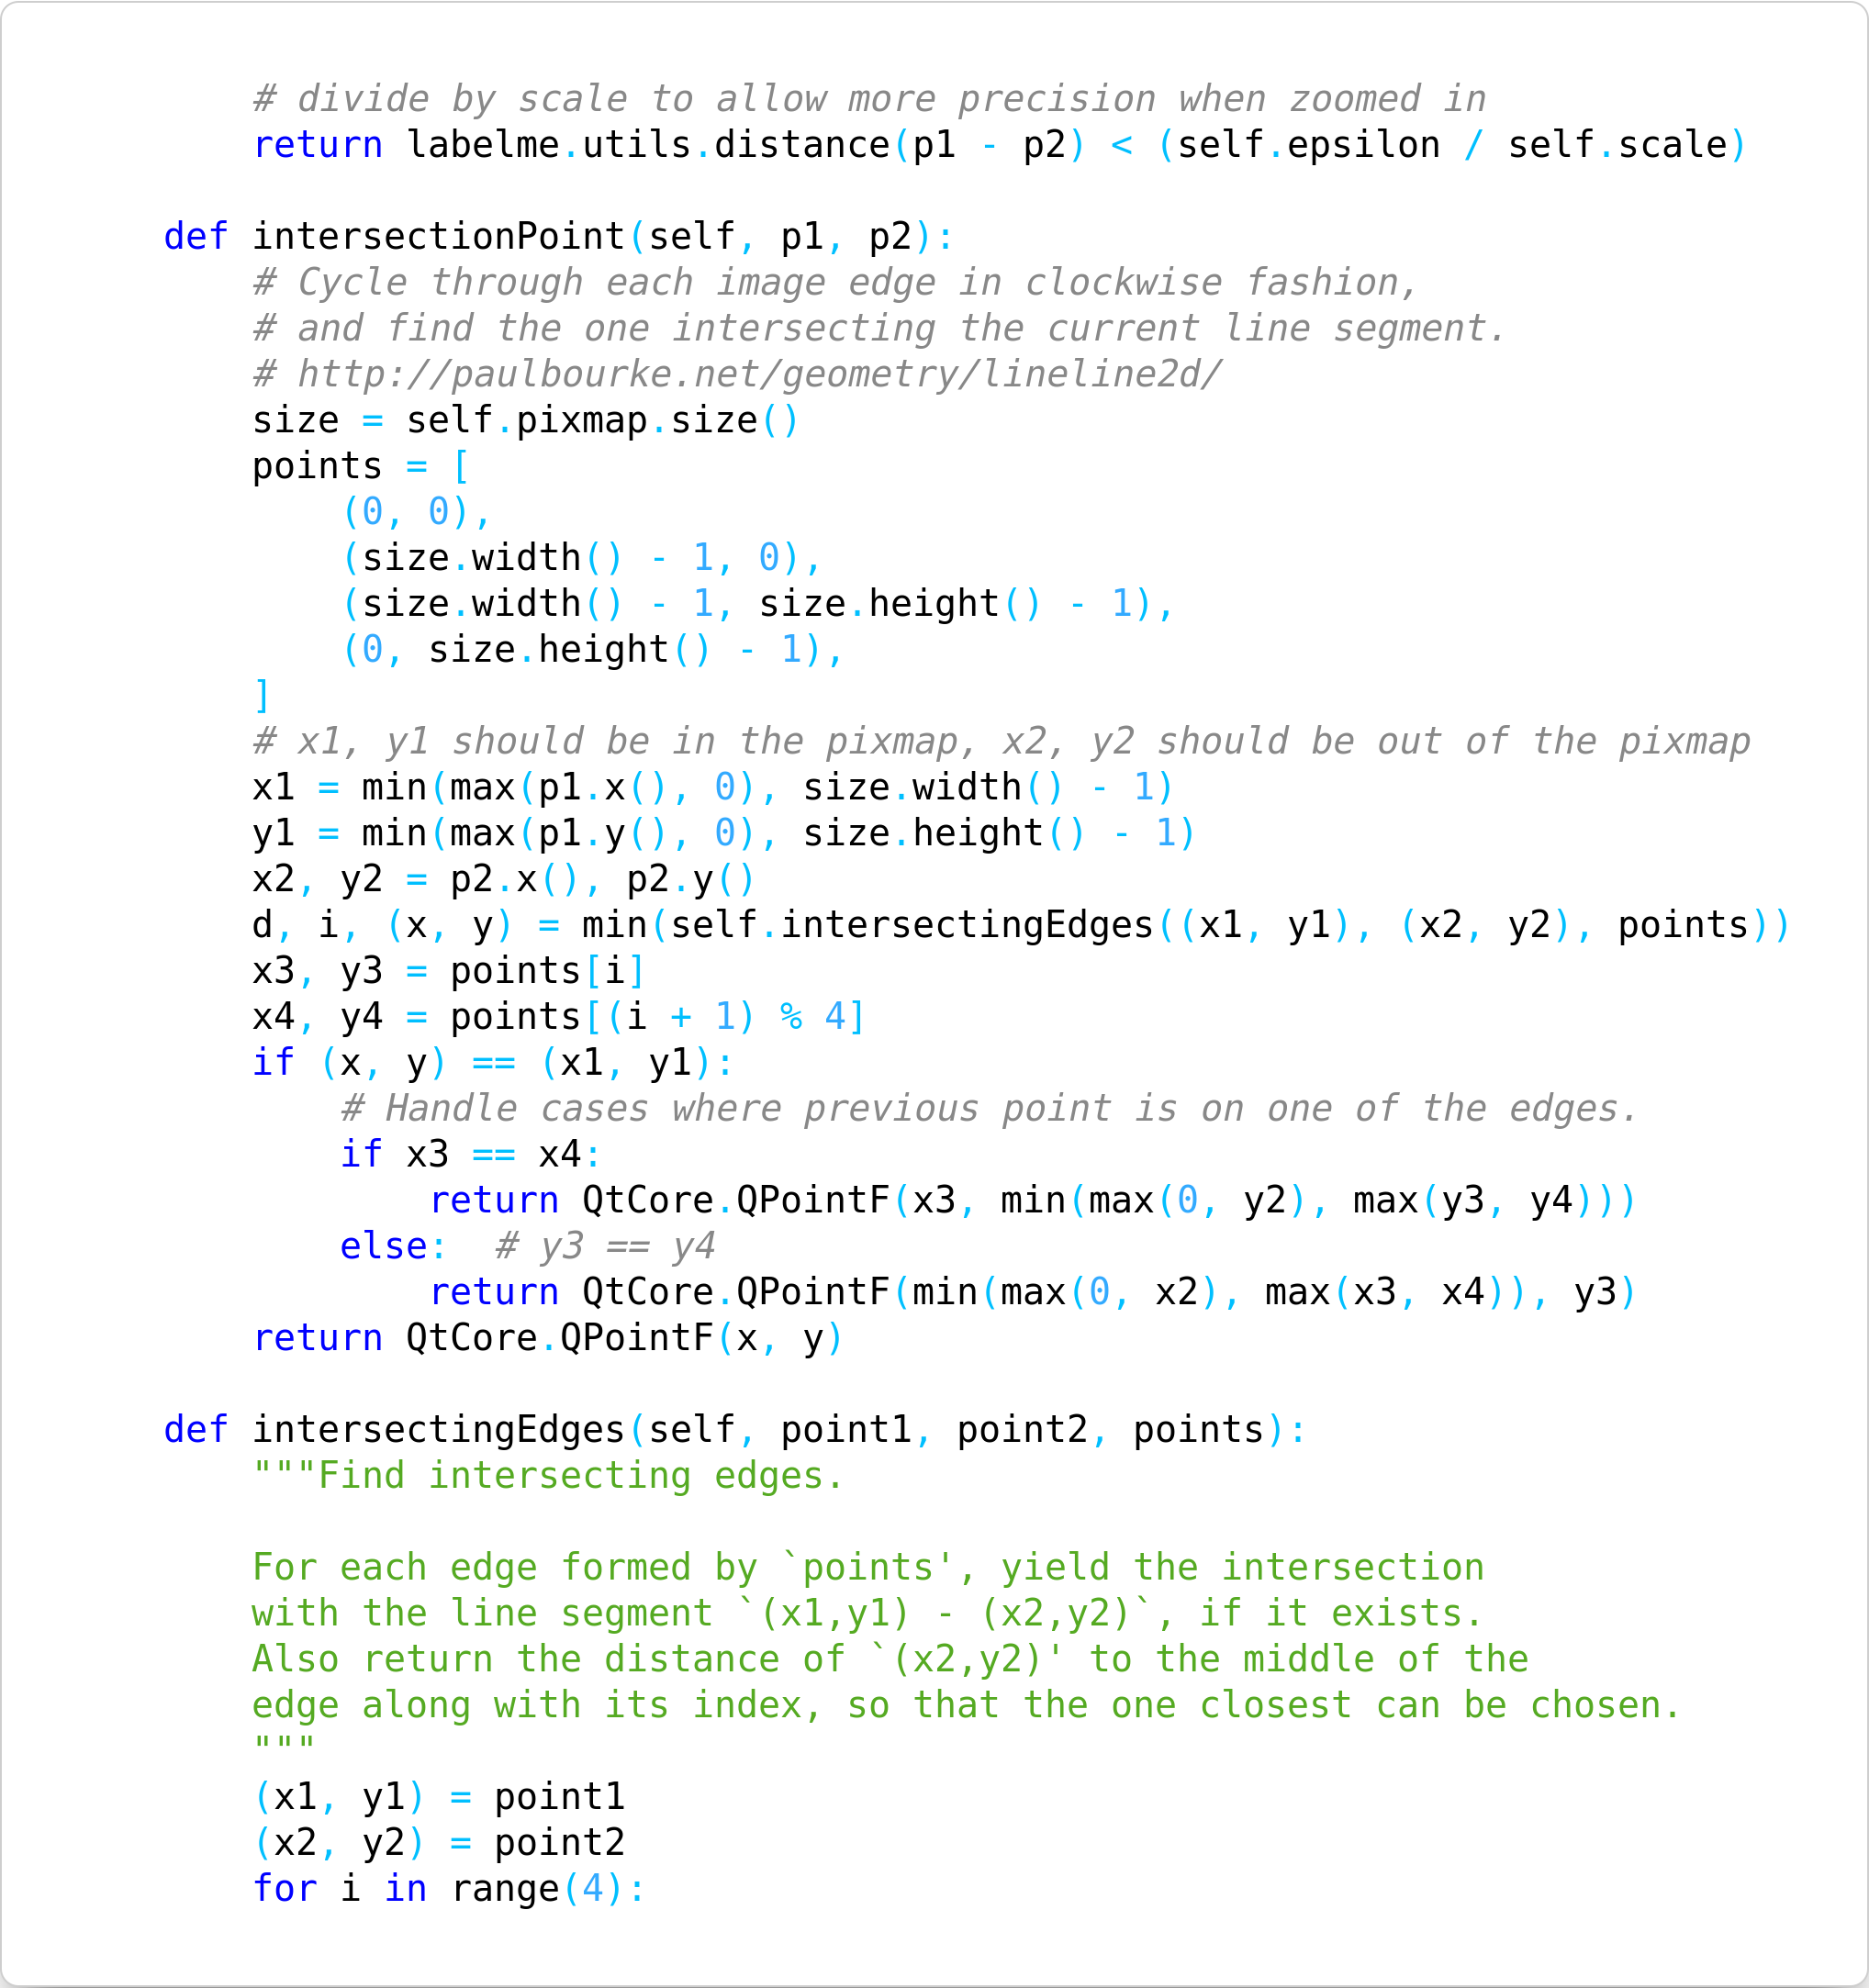 # divide by scale to allow more precision when zoomed in
        return labelme.utils.distance(p1 - p2) < (self.epsilon / self.scale)

    def intersectionPoint(self, p1, p2):
        # Cycle through each image edge in clockwise fashion,
        # and find the one intersecting the current line segment.
        # http://paulbourke.net/geometry/lineline2d/
        size = self.pixmap.size()
        points = [
            (0, 0),
            (size.width() - 1, 0),
            (size.width() - 1, size.height() - 1),
            (0, size.height() - 1),
        ]
        # x1, y1 should be in the pixmap, x2, y2 should be out of the pixmap
        x1 = min(max(p1.x(), 0), size.width() - 1)
        y1 = min(max(p1.y(), 0), size.height() - 1)
        x2, y2 = p2.x(), p2.y()
        d, i, (x, y) = min(self.intersectingEdges((x1, y1), (x2, y2), points))
        x3, y3 = points[i]
        x4, y4 = points[(i + 1) % 4]
        if (x, y) == (x1, y1):
            # Handle cases where previous point is on one of the edges.
            if x3 == x4:
                return QtCore.QPointF(x3, min(max(0, y2), max(y3, y4)))
            else:  # y3 == y4
                return QtCore.QPointF(min(max(0, x2), max(x3, x4)), y3)
        return QtCore.QPointF(x, y)

    def intersectingEdges(self, point1, point2, points):
        """Find intersecting edges.

        For each edge formed by `points', yield the intersection
        with the line segment `(x1,y1) - (x2,y2)`, if it exists.
        Also return the distance of `(x2,y2)' to the middle of the
        edge along with its index, so that the one closest can be chosen.
        """
        (x1, y1) = point1
        (x2, y2) = point2
        for i in range(4):